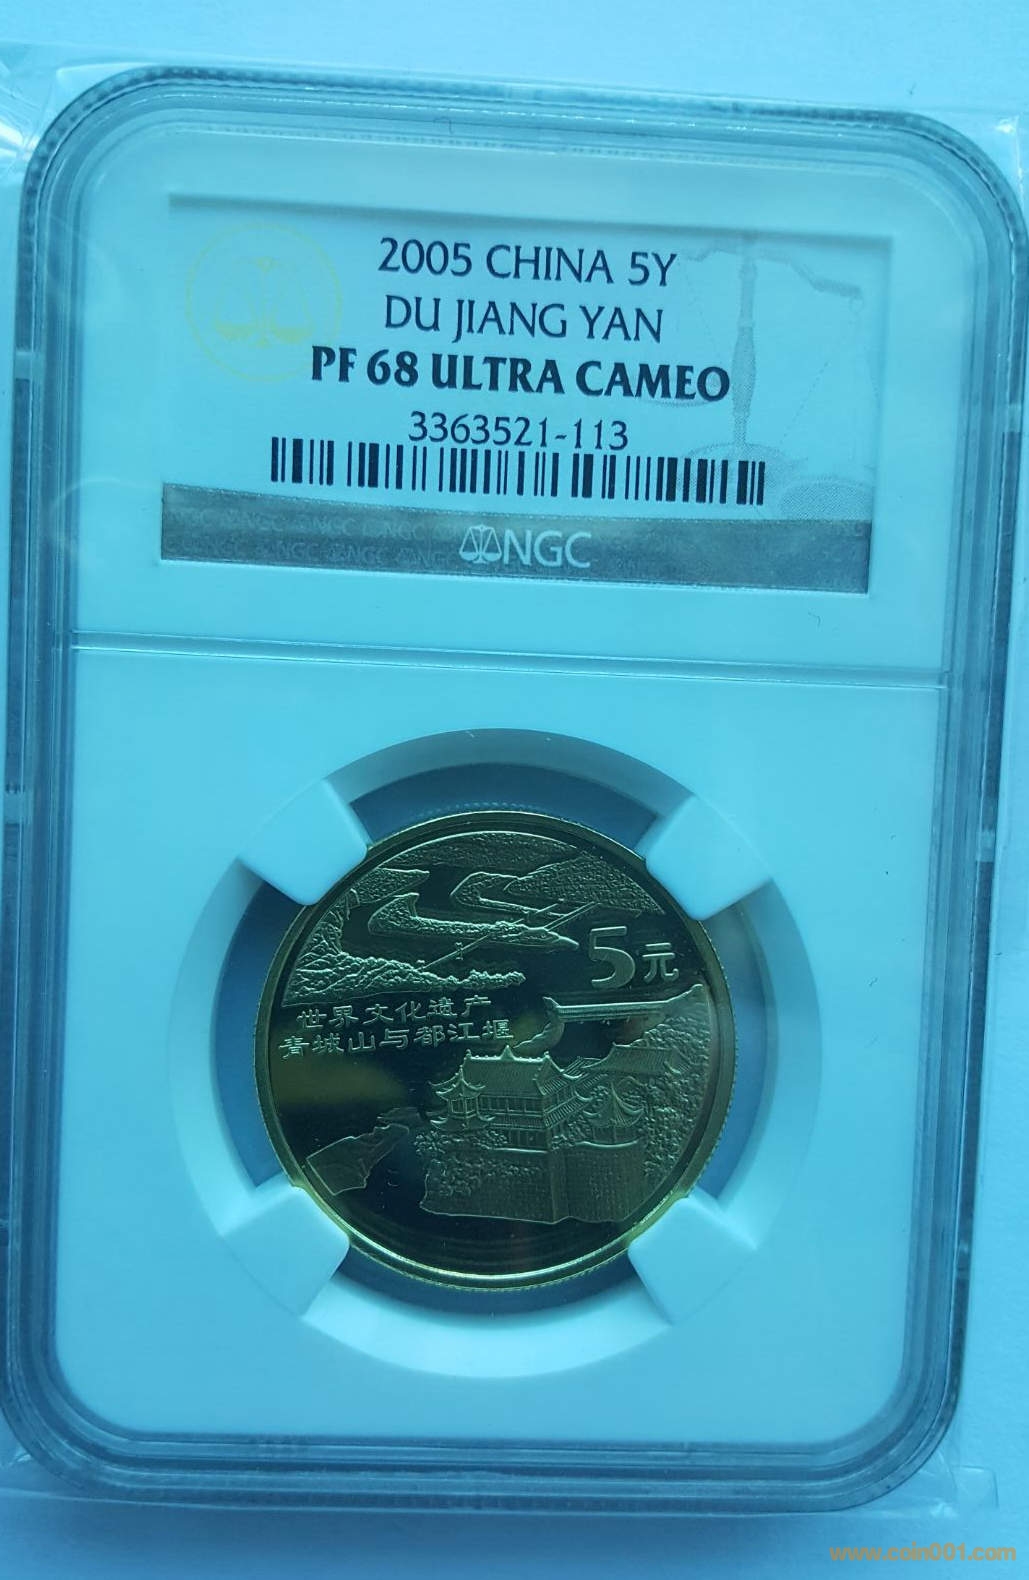 2005 CHINA 5Y
DU JIANG YAN
PF 68 ULTRA CAMEO
3363521-113
NGC
5元
世界文化遗产
青城山与都江堰
www.coin001.com